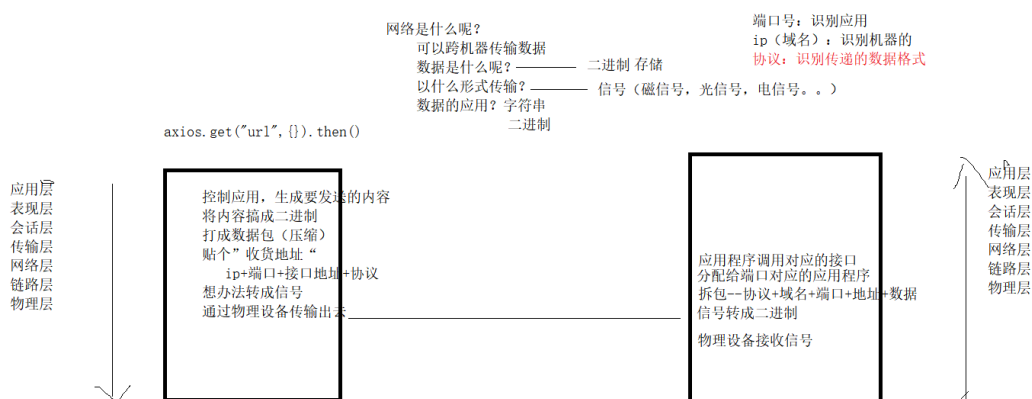 网络是什么呢?
可以跨机器传输数据
数据是什么呢? 二进制 存储
以什么形式传输? 信号（磁信号，光信号，电信号。。）
数据的应用? 字符串
二进制
端口号: 识别应用
ip（域名）: 识别机器的
协议: 识别传递的数据格式
axios.get("url",{}).then()
应用层
表现层
会话层
传输层
网络层
链路层
物理层
控制应用，生成要发送的内容
将内容搞成二进制
打成数据包（压缩）
贴个”收货地址“
ip+端口+接口地址+协议
想办法转成信号
通过物理设备传输出去
应用程序调用对应的接口
分配给端口对应的应用程序
拆包--协议+域名+端口+地址+数据
信号转成二进制
物理设备接收信号
应用层
表现层
会话层
传输层
网络层
链路层
物理层